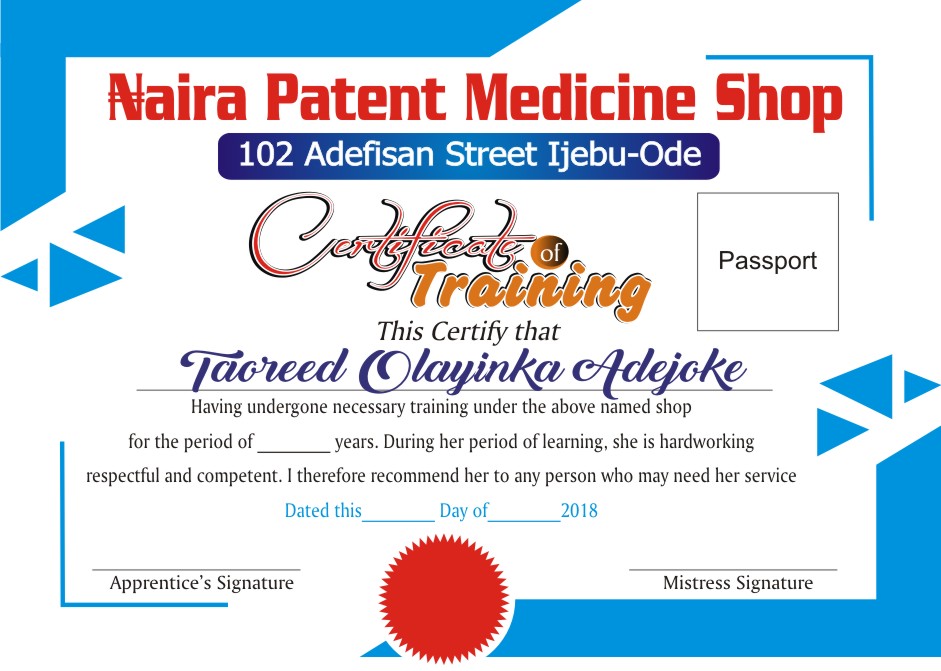 ₦aira Patent Medicine Shop
102 Adefisan Street Ijebu-Ode
Certificate of
Training
Passport
This Certify that
Taoreed Olayinka Adejoke
Having undergone necessary training under the above named shop
for the period of ________ years. During her period of learning, she is hardworking
respectful and competent. I therefore recommend her to any person who may need her service
Dated this________ Day of________2018
Apprentice's Signature
Mistress Signature